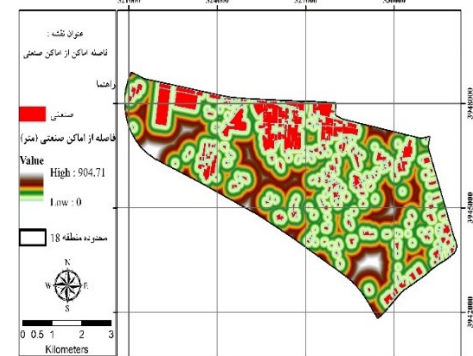 عنوان نقشه :
فاصله اماکن از اماکن صنعتی
راهنما
صنعتی
فاصله از اماکن صنعتی (متر)
Value
High : 904.71
Low : 0
محدوده منطقه 18
N
W E
S
0 0.5 1 2 3
Kilometers
3948000
3945000
3942000